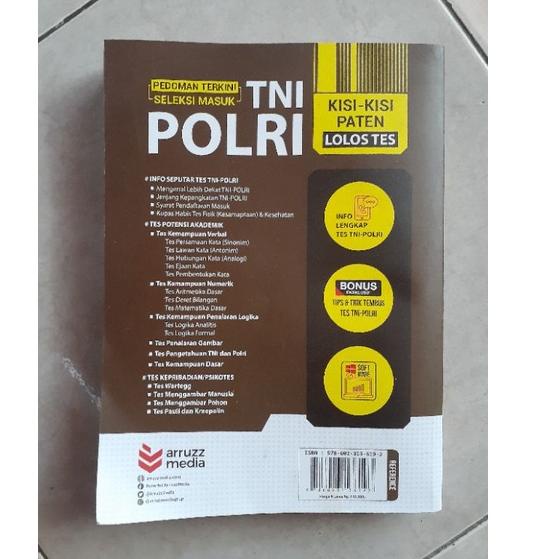 PEDOMAN TERKINI
SELEKSI MASUK
TNI
POLRI
KISI-KISI
PATEN
LOLOS TES
# INFO SEPUTAR TES TNI-POLRI
Mengenal Lebih Dekat TNI-POLRI
Jenjang Kepangkatan TNI-POLRI
Syarat Pendaftaran Masuk
Kupas Habis Tes Fisik (Kesamaptaan) & Kesehatan
# TES POTENSI AKADEMIK
Tes Kemampuan Verbal
Tes Persamaan Kata (Sinonim)
Tes Lawan Kata (Antonim)
Tes Hubungan Kata (Analogi)
Tes Ejaan Kata
Tes Pembentukan Kata
Tes Kemampuan Numerik
Tes Aritmetika Dasar
Tes Deret Bilangan
Tes Matematika Dasar
Tes Kemampuan Penalaran Logika
Tes Logika Analitis
Tes Logika Formal
Tes Penalaran Gambar
Tes Pengetahuan TNI dan Polri
Tes Kemampuan Dasar
# TES KEPRIBADIAN/PSIKOTES
Tes Wartegg
Tes Menggambar Manusia
Tes Menggambar Pohon
Tes Pauli dan Kraepelin
INFO
LENGKAP
TES TNI-POLRI
BONUS
TIPS & TRIK TEMBUS
TES TNI-POLRI
SOFT
WARE
arruzz
media
ISBN : 978-602-313-
REFERENCE